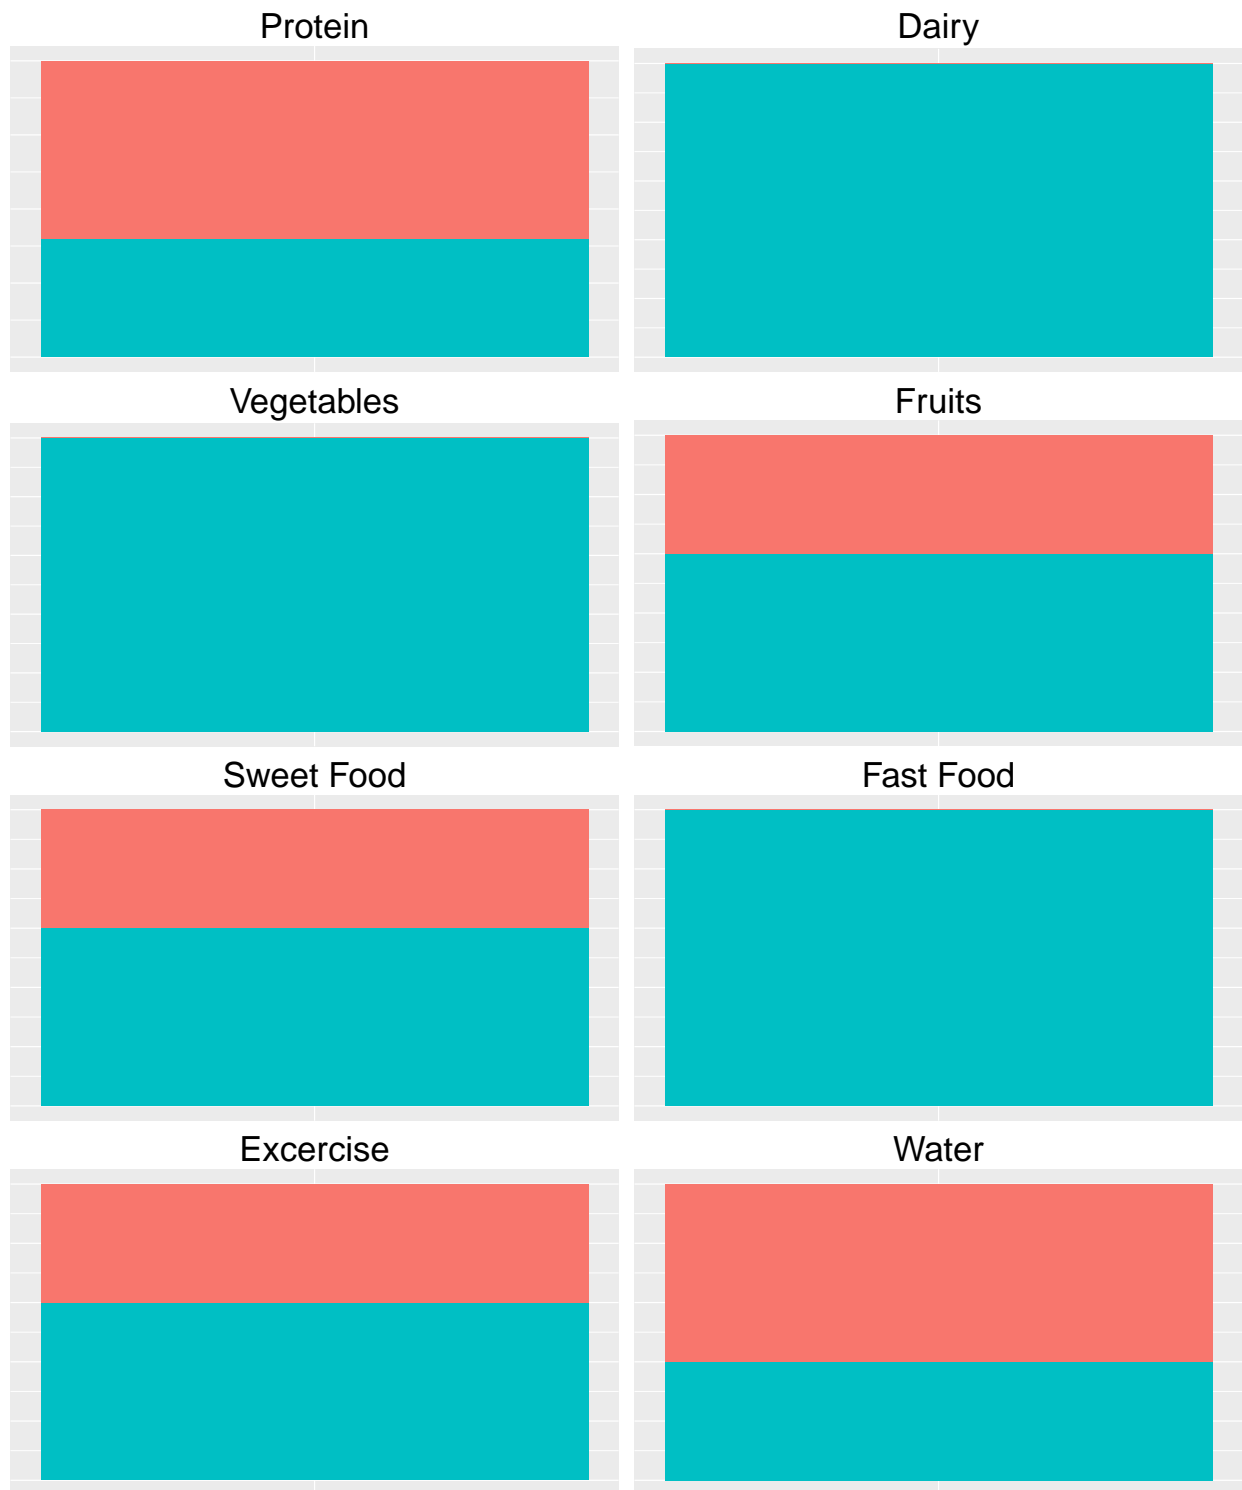 Protein
Dairy
Vegetables
Fruits
Sweet Food
Fast Food
Excercise
Water